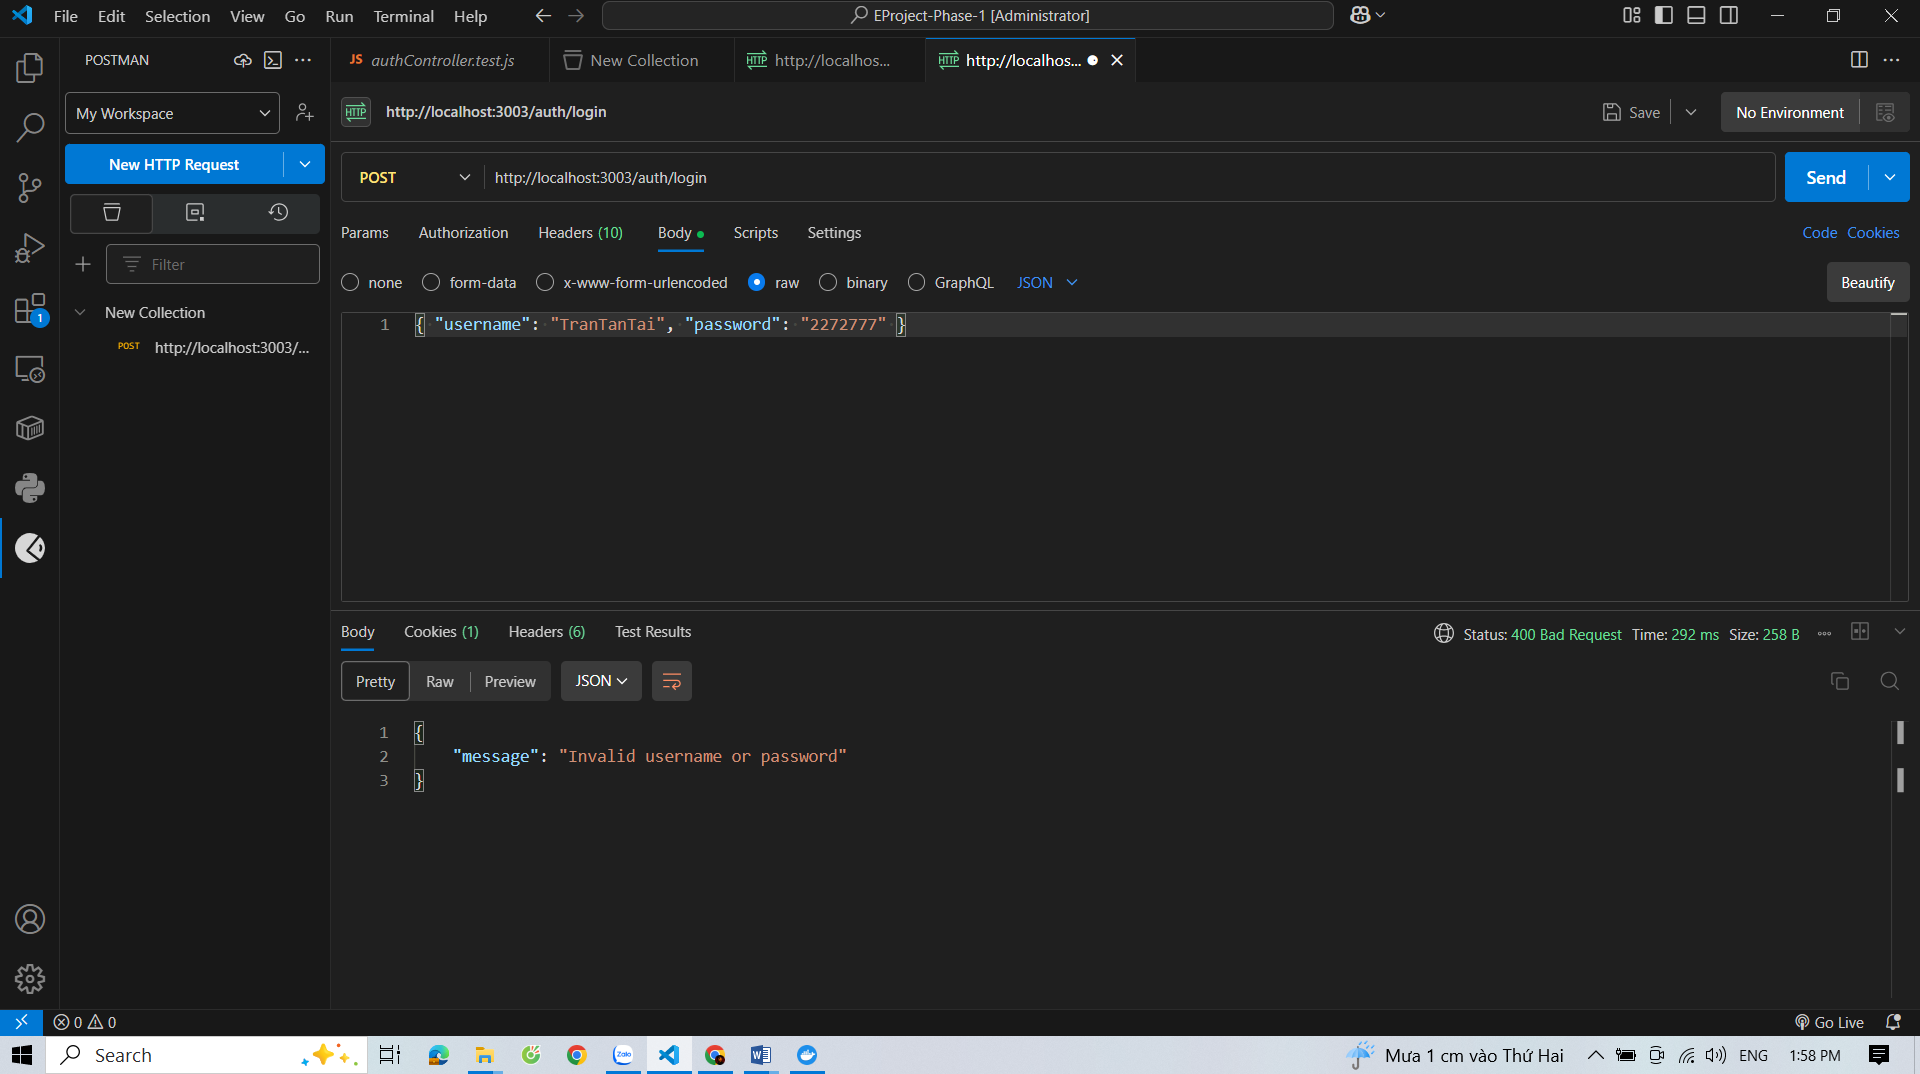 File Edit Selection View Go Run Terminal Help
EProject-Phase-1 [Administrator]
POSTMAN
JS authController.test.js
New Collection
HTTP http://localhos...
HTTP http://localhos...
My Workspace
HTTP http://localhost:3003/auth/login
Save
No Environment
New HTTP Request
POST http://localhost:3003/auth/login
Send
Params Authorization Headers (10) Body Scripts Settings
Code Cookies
Filter
none form-data x-www-form-urlencoded raw binary GraphQL JSON
Beautify
New Collection
POST http://localhost:3003/...
1 { "username": "TranTanTai", "password": "2272777" }
1
Body Cookies (1) Headers (6) Test Results
Status: 400 Bad Request Time: 292 ms Size: 258 B
Pretty Raw Preview JSON
1 {
2 "message": "Invalid username or password"
3 }
0 0
Go Live
Search
Zalo
Mưa 1 cm vào Thứ Hai
ENG
1:58 PM